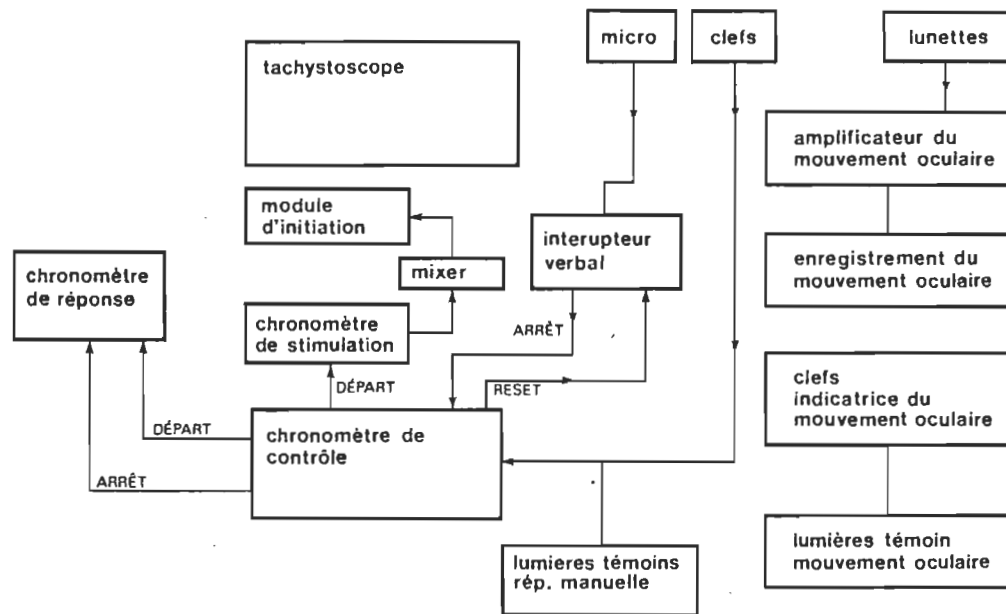 micro
clefs
lunettes
tachystoscope
amplificateur du
mouvement oculaire
module
d'initiation
interupteur
verbal
enregistrement du
mouvement oculaire
mixer
chronomètre
de réponse
chronomètre
de stimulation
ARRÊT
clefs
indicatrice du
mouvement oculaire
DÉPART
RESET
DÉPART
chronomètre de
contrôle
ARRÊT
lumières témoin
mouvement oculaire
lumieres témoins
rép. manuelle